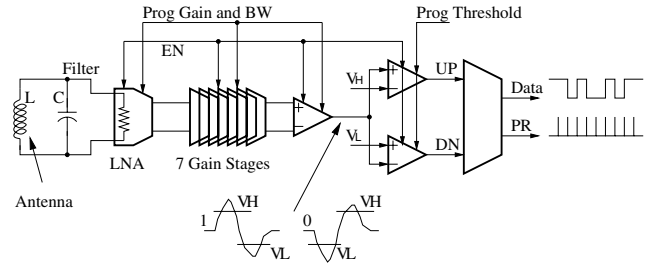 Prog Gain and BW
Prog Threshold
EN
Filter
L
C
VH
UP
Data
VL
DN
PR
LNA
7 Gain Stages
Antenna
1
VH
VL
0
VH
VL